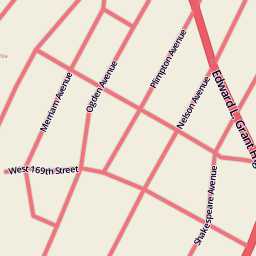 Merriam Avenue
Ogden Avenue
Plimpton Avenue
Nelson Avenue
Edward L. Grant H
West 169th Street
Shakespeare Avenue